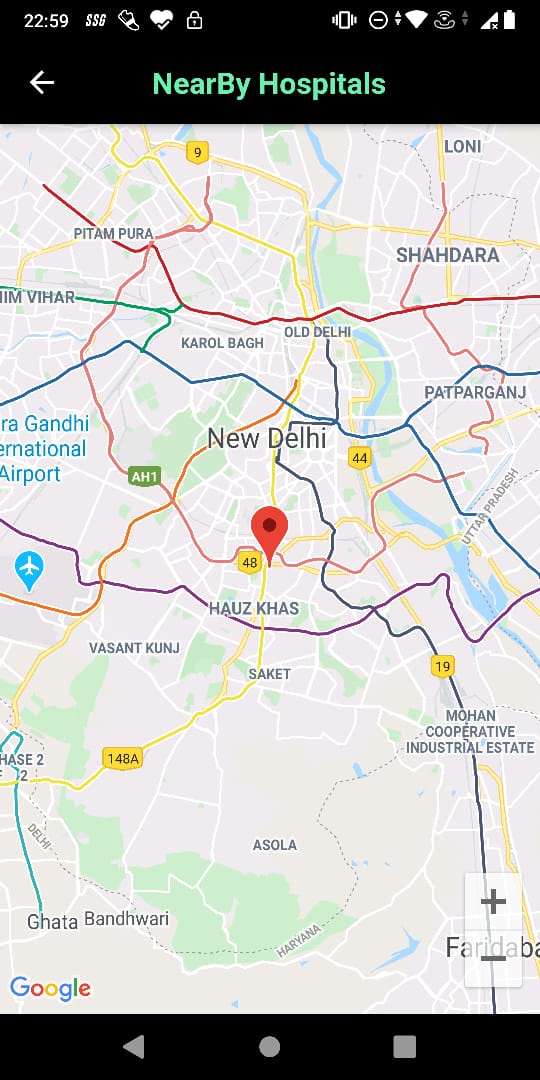 22:59 SSG
NearBy Hospitals
9
LONI
PITAM PURA
SHAHDARA
HIM VIHAR
KAROL BAGH
OLD DELHI
PATPARGANJ
ra Gandhi
ernational
Airport
New Delhi
44
AH1
UTTAR PRADESH
48
HAUZ KHAS
VASANT KUNJ
19
SAKET
MOHAN
COOPERATIVE
INDUSTRIAL ESTATE
HASE 2
2
148A
DELHI
ASOLA
+
Ghata
Bandhwari
HARYANA
Faridaba
−
Google